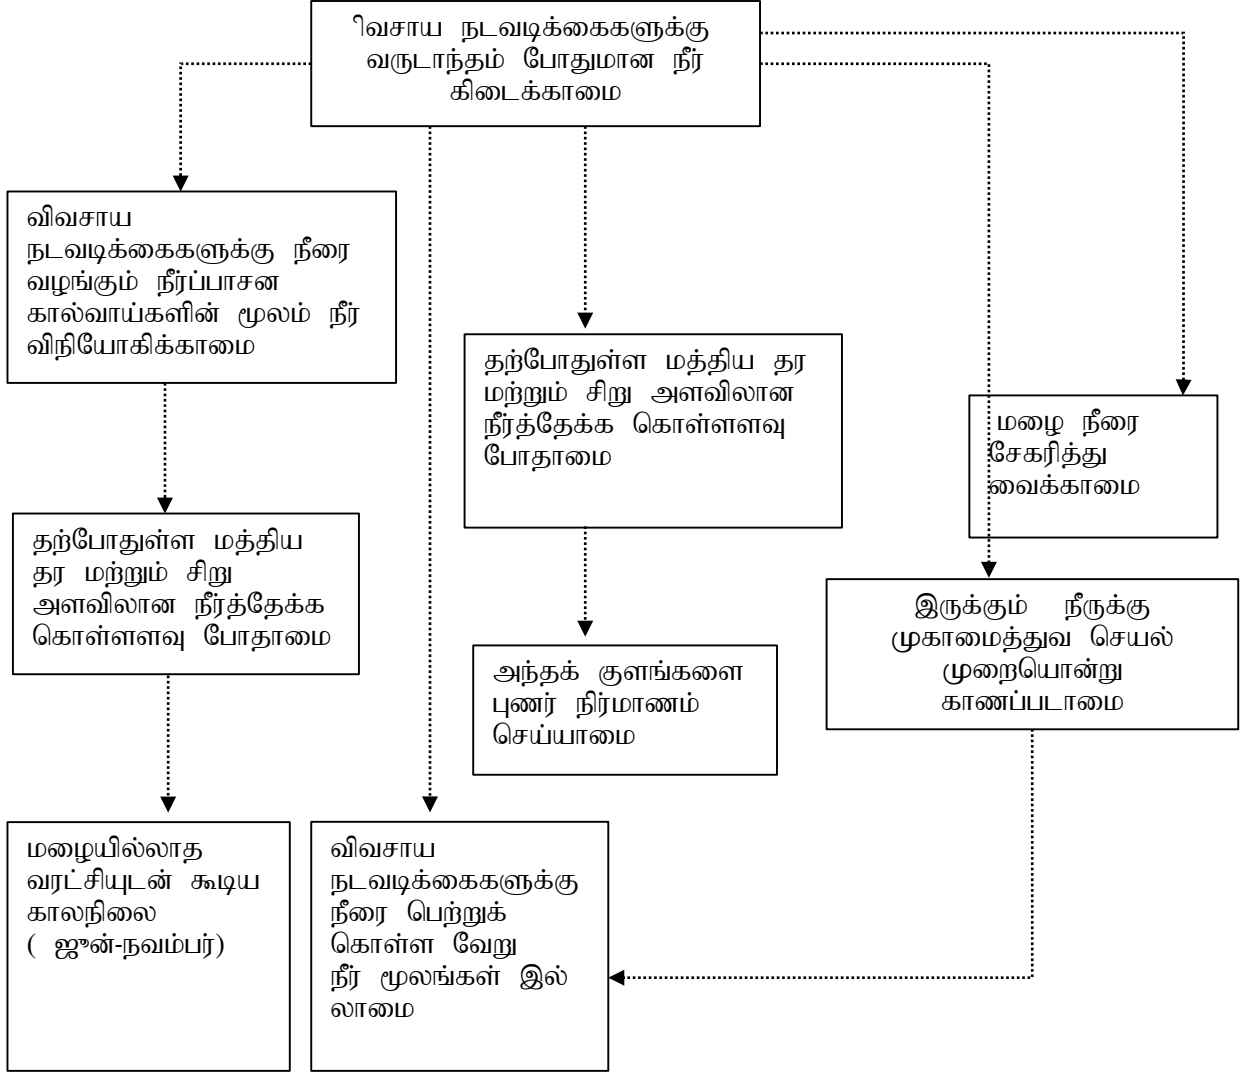 ிவசாய நடவடிக்கைகளுக்கு
வருடாந்தம் போதுமான நீர்
கிடைக்காமை
விவசாய
நடவடிக்கைகளுக்கு நீரை
வழங்கும் நீர்ப்பாசன
கால்வாய்களின் மூலம் நீர்
விநியோகிக்காமை
தற்போதுள்ள மத்திய தர
மற்றும் சிறு அளவிலான
நீர்த்தேக்க கொள்ளளவு
போதாமை
மழை நீரை
சேகரித்து
வைக்காமை
தற்போதுள்ள மத்திய
தர மற்றும் சிறு
அளவிலான நீர்த்தேக்க
கொள்ளளவு போதாமை
இருக்கும் நீருக்கு
முகாமைத்துவ செயல்
முறையொன்று
காணப்படாமை
அந்தக் குளங்களை
புணர் நிர்மாணம்
செய்யாமை
மழையில்லாத
வரட்சியுடன் கூடிய
காலநிலை
( ஜுன்-நவம்பர்)
விவசாய
நடவடிக்கைகளுக்கு
நீரை பெற்றுக்
கொள்ள வேறு
நீர் மூலங்கள் இல்
லாமை